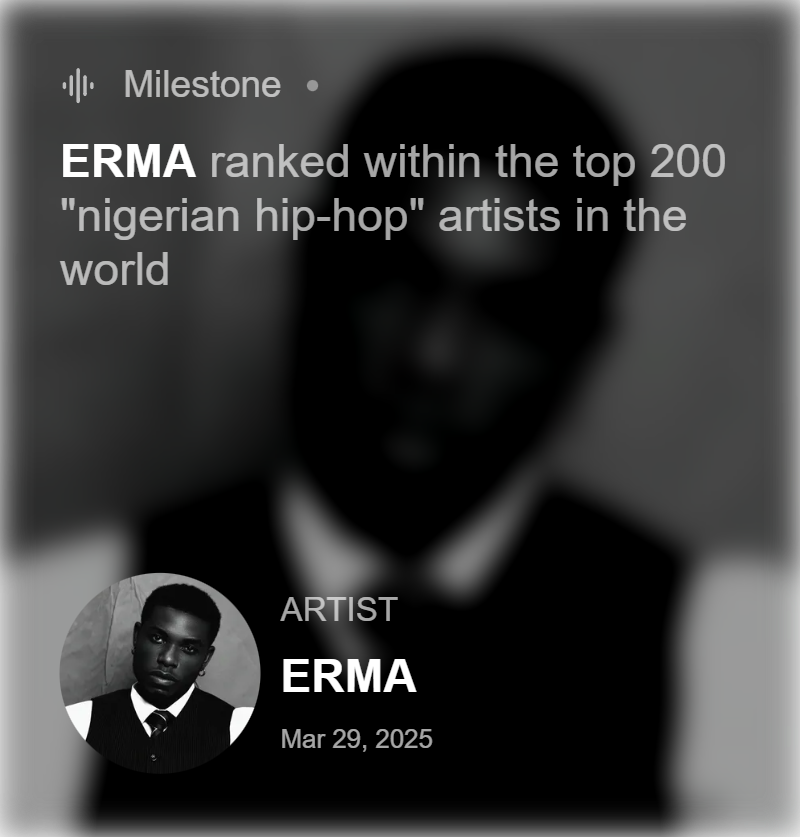 Milestone •
ERMA ranked within the top 200
"nigerian hip-hop" artists in the
world
ARTIST
ERMA
Mar 29, 2025